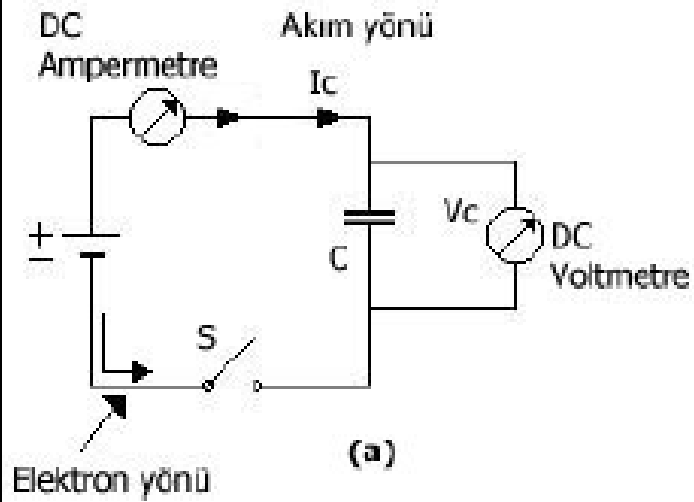 DC
Ampermetre
Akım yönü
Ic
+
−
C
Vc
DC
Voltmetre
S
(a)
Elektron yönü